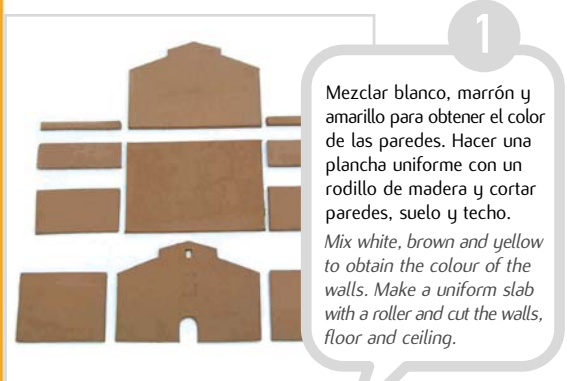 1
Mezclar blanco, marrón y
amarillo para obtener el color
de las paredes. Hacer una
plancha uniforme con un
rodillo de madera y cortar
paredes, suelo y techo.
Mix white, brown and yellow
to obtain the colour of the
walls. Make a uniform slab
with a roller and cut the walls,
floor and ceiling.